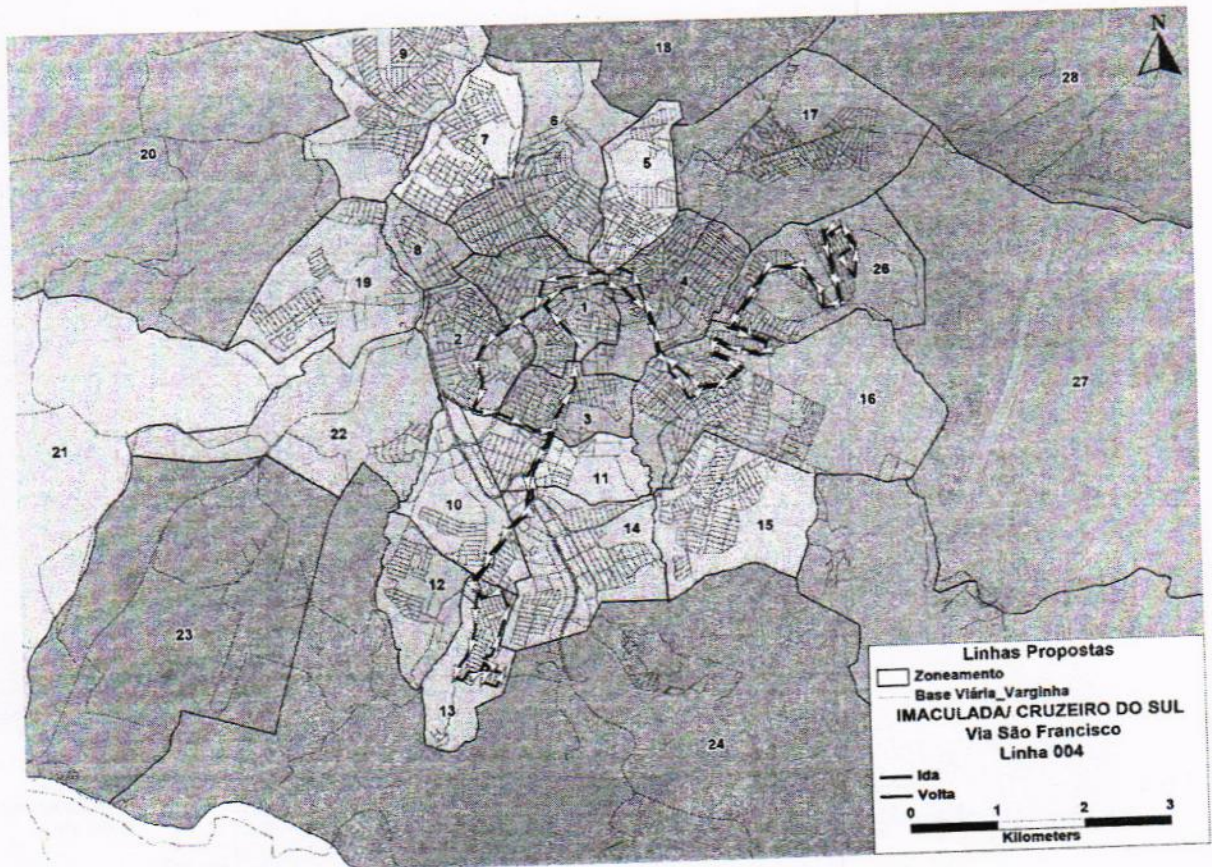 N
9
18
28
17
7
6
20
5
8
4
26
19
1
2
27
3
16
22
21
11
10
14
15
12
23
13
24
Linhas Propostas
Zoneamento
Base Viária_Varginha
IMACULADA/ CRUZEIRO DO SUL
Via São Francisco
Linha 004
Ida
Volta
0 1 2 3
Kilometers